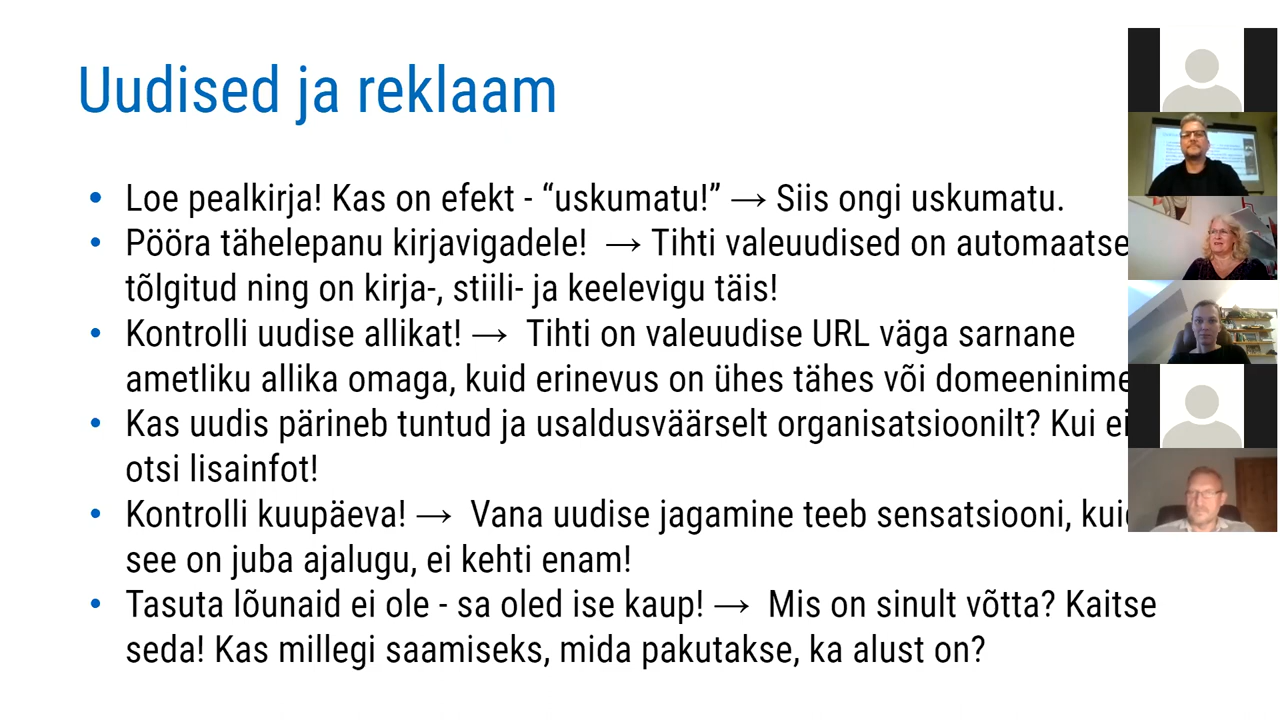 Uudised ja reklaam
• Loe pealkirja! Kas on efekt - “uskumatu!” → Siis ongi uskumatu.
• Pööra tähelepanu kirjavigadele! → Tihti valeuudised on automaatse
tõlgitud ning on kirja-, stiili- ja keelevigu täis!
• Kontrolli uudise allikat! → Tihti on valeuudise URL väga sarnane
ametliku allika omaga, kuid erinevus on ühes tähes või domeeninime
• Kas uudis pärineb tuntud ja usaldusväärselt organisatsioonilt? Kui ei
otsi lisainfot!
• Kontrolli kuupäeva! → Vana uudise jagamine teeb sensatsiooni, kuid
see on juba ajalugu, ei kehti enam!
• Tasuta lõunaid ei ole - sa oled ise kaup! → Mis on sinult võtta? Kaitse
seda! Kas millegi saamiseks, mida pakutakse, ka alust on?